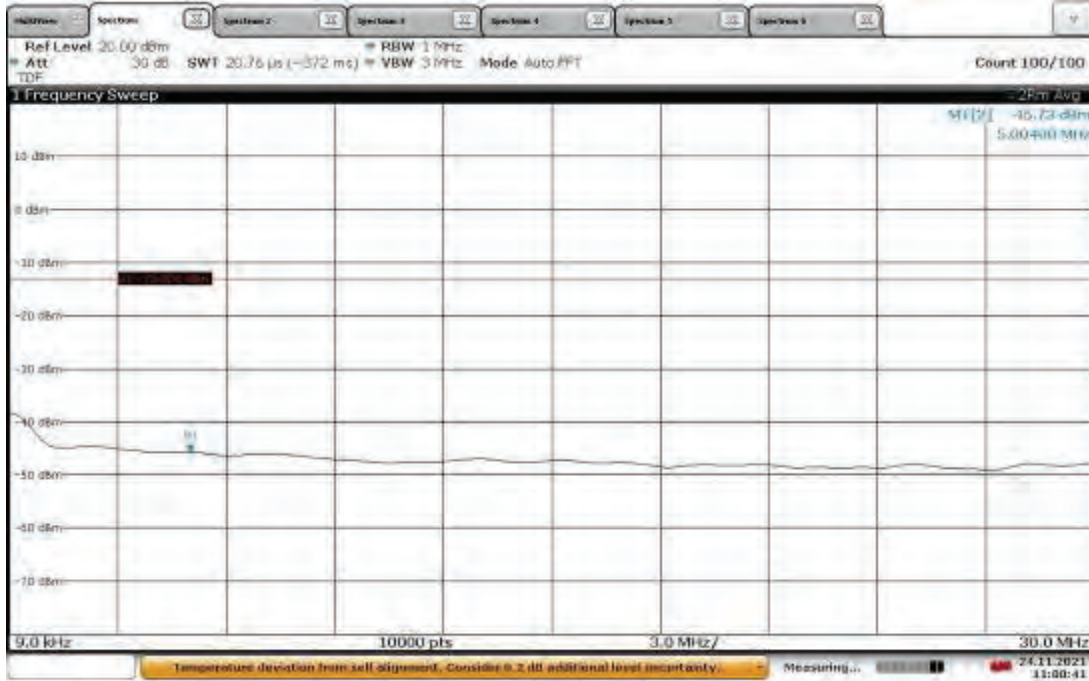 MultiView Spectrum Spectrum 2 Spectrum 3 Spectrum 4 Spectrum 5 Spectrum 6
Ref Level 20.00 dBm RBW 1 MHz
Att 30 dB SWT 20.76 µs (~372 ms) VBW 3 MHz Mode Auto FFT Count 100/100
TDF
1 Frequency Sweep 2Rm Avg
M1[2] -45.73 dBm
5.00400 MHz
10 dBm
0 dBm
-10 dBm
-20 dBm
-30 dBm
-40 dBm
M1
-50 dBm
-60 dBm
-70 dBm
9.0 kHz 10000 pts 3.0 MHz/ 30.0 MHz
Temperature deviation from self alignment. Consider 0.2 dB additional level uncertainty. Measuring... 24.11.2021
11:00:41